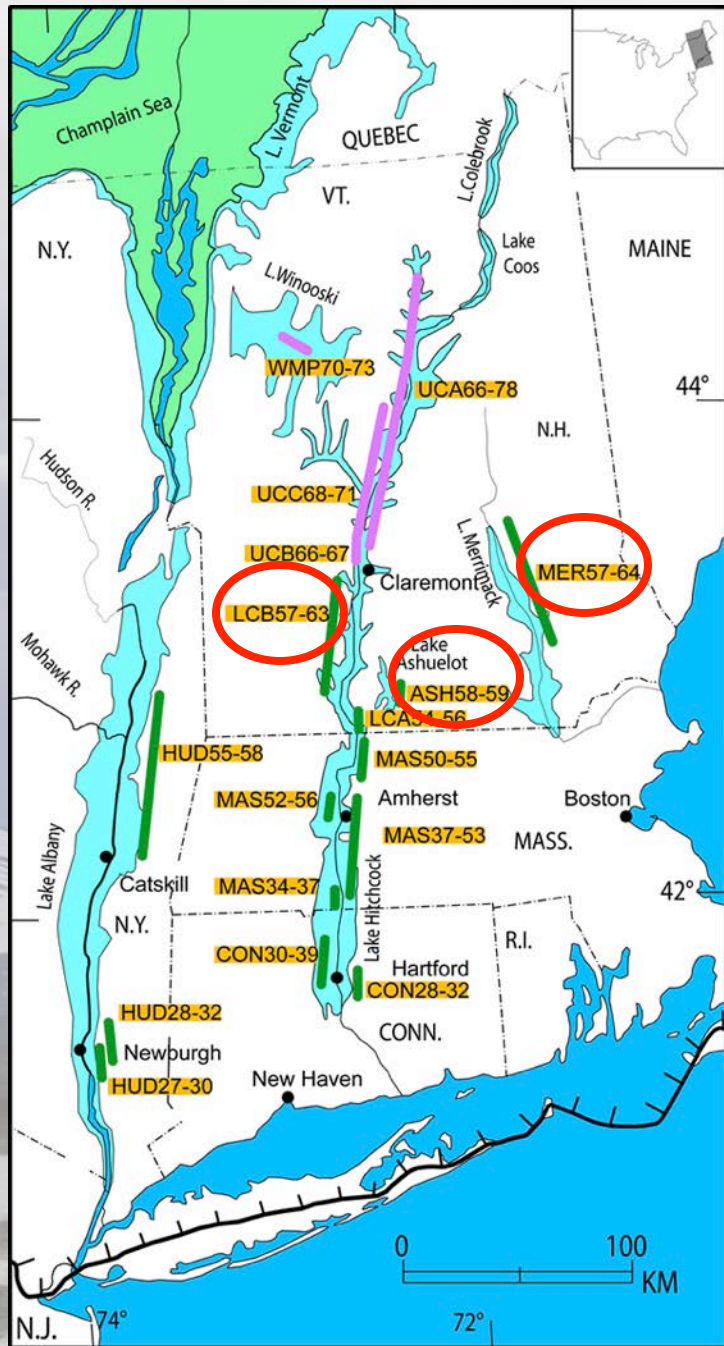 Champlain Sea
L. Vermont
QUEBEC
VT.
L.Colebrook
Lake
Coos
N.Y.
MAINE
L.Winooski
WMP70-73
UCA66-78
44°
N.H.
Hudson R.
UCC68-71
UCB66-67
L. Merrimack
MER57-64
Claremont
LCB57-63
Lake
Ashuelot
Mohawk R.
ASH58-59
LCA54-56
HUD55-58
MAS50-55
MAS52-56
Amherst
Boston
MAS37-53
MASS.
Lake Albany
Catskill
MAS34-37
42°
N.Y.
Lake Hitchcock
R.I.
CON30-39
Hartford
CON28-32
HUD28-32
CONN.
Newburgh
New Haven
HUD27-30
0 100
KM
74°
72°
N.J.